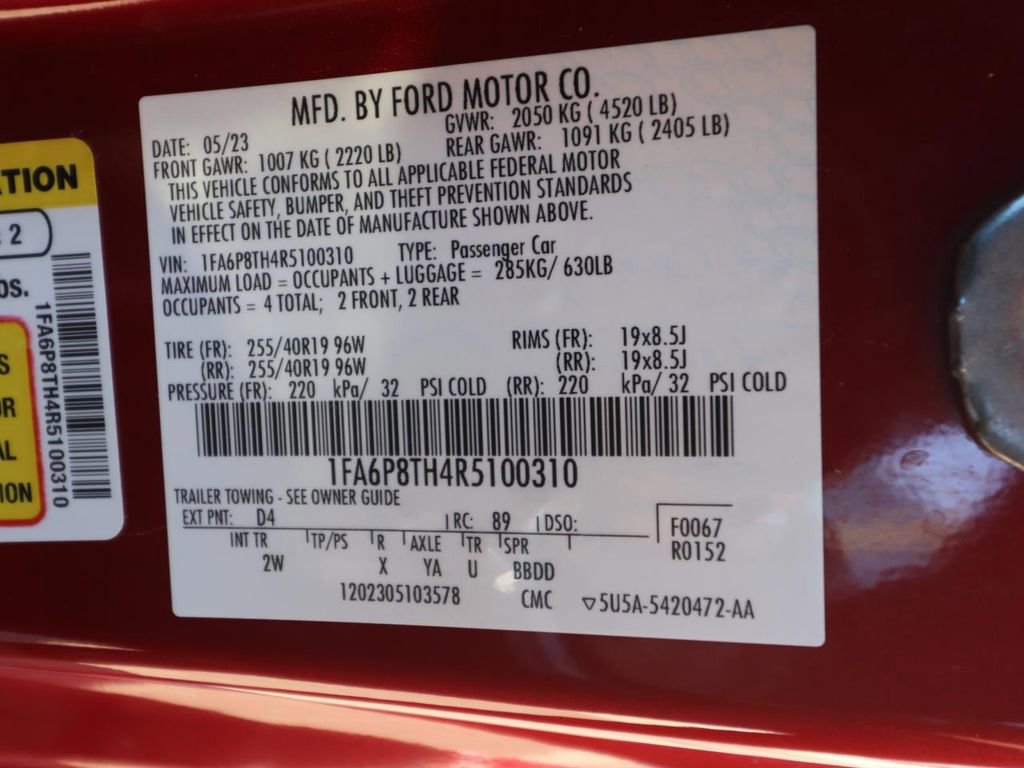 MFD. BY FORD MOTOR CO.
DATE: 05/23 GVWR: 2050 KG ( 4520 LB)
FRONT GAWR: 1007 KG ( 2220 LB) REAR GAWR: 1091 KG ( 2405 LB)
THIS VEHICLE CONFORMS TO ALL APPLICABLE FEDERAL MOTOR
VEHICLE SAFETY, BUMPER, AND THEFT PREVENTION STANDARDS
IN EFFECT ON THE DATE OF MANUFACTURE SHOWN ABOVE.
VIN: 1FA6P8TH4R5100310 TYPE: Passenger Car
MAXIMUM LOAD = OCCUPANTS + LUGGAGE = 285KG/ 630LB
OCCUPANTS = 4 TOTAL; 2 FRONT, 2 REAR
TIRE (FR): 255/40R19 96W RIMS (FR): 19x8.5J
(RR): 255/40R19 96W (RR): 19x8.5J
PRESSURE (FR): 220 kPa/ 32 PSI COLD (RR): 220 kPa/ 32 PSI COLD
1FA6P8TH4R5100310
TRAILER TOWING - SEE OWNER GUIDE
EXT PNT: D4 RC: 89 DSO: F0067
R0152
INT TR TP/PS R AXLE TR SPR
2W X YA U BBDD
1202305103578 CMC ▽5U5A-5420472-AA
TION
2
OS.
1FA6P8TH4R5100310
S
OR
AL
ION